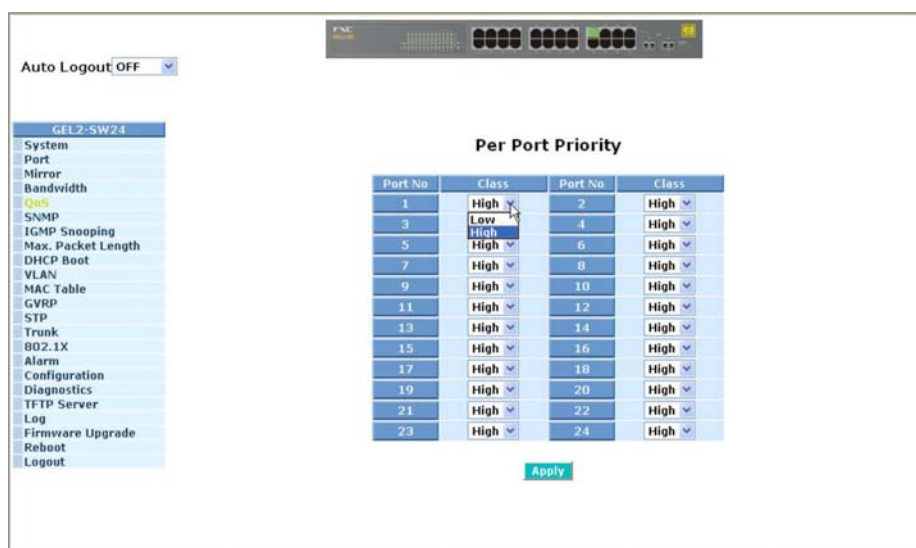 FXC
Auto Logout OFF
GEL2-SW24
System
Port
Mirror
Bandwidth
QoS
SNMP
IGMP Snooping
Max. Packet Length
DHCP Boot
VLAN
MAC Table
GVRP
STP
Trunk
802.1X
Alarm
Configuration
Diagnostics
TFTP Server
Log
Firmware Upgrade
Reboot
Logout
Per Port Priority
Port No Class Port No Class
1 High 2 High
Low
High
3 4 High
5 High 6 High
7 High 8 High
9 High 10 High
11 High 12 High
13 High 14 High
15 High 16 High
17 High 18 High
19 High 20 High
21 High 22 High
23 High 24 High
Apply